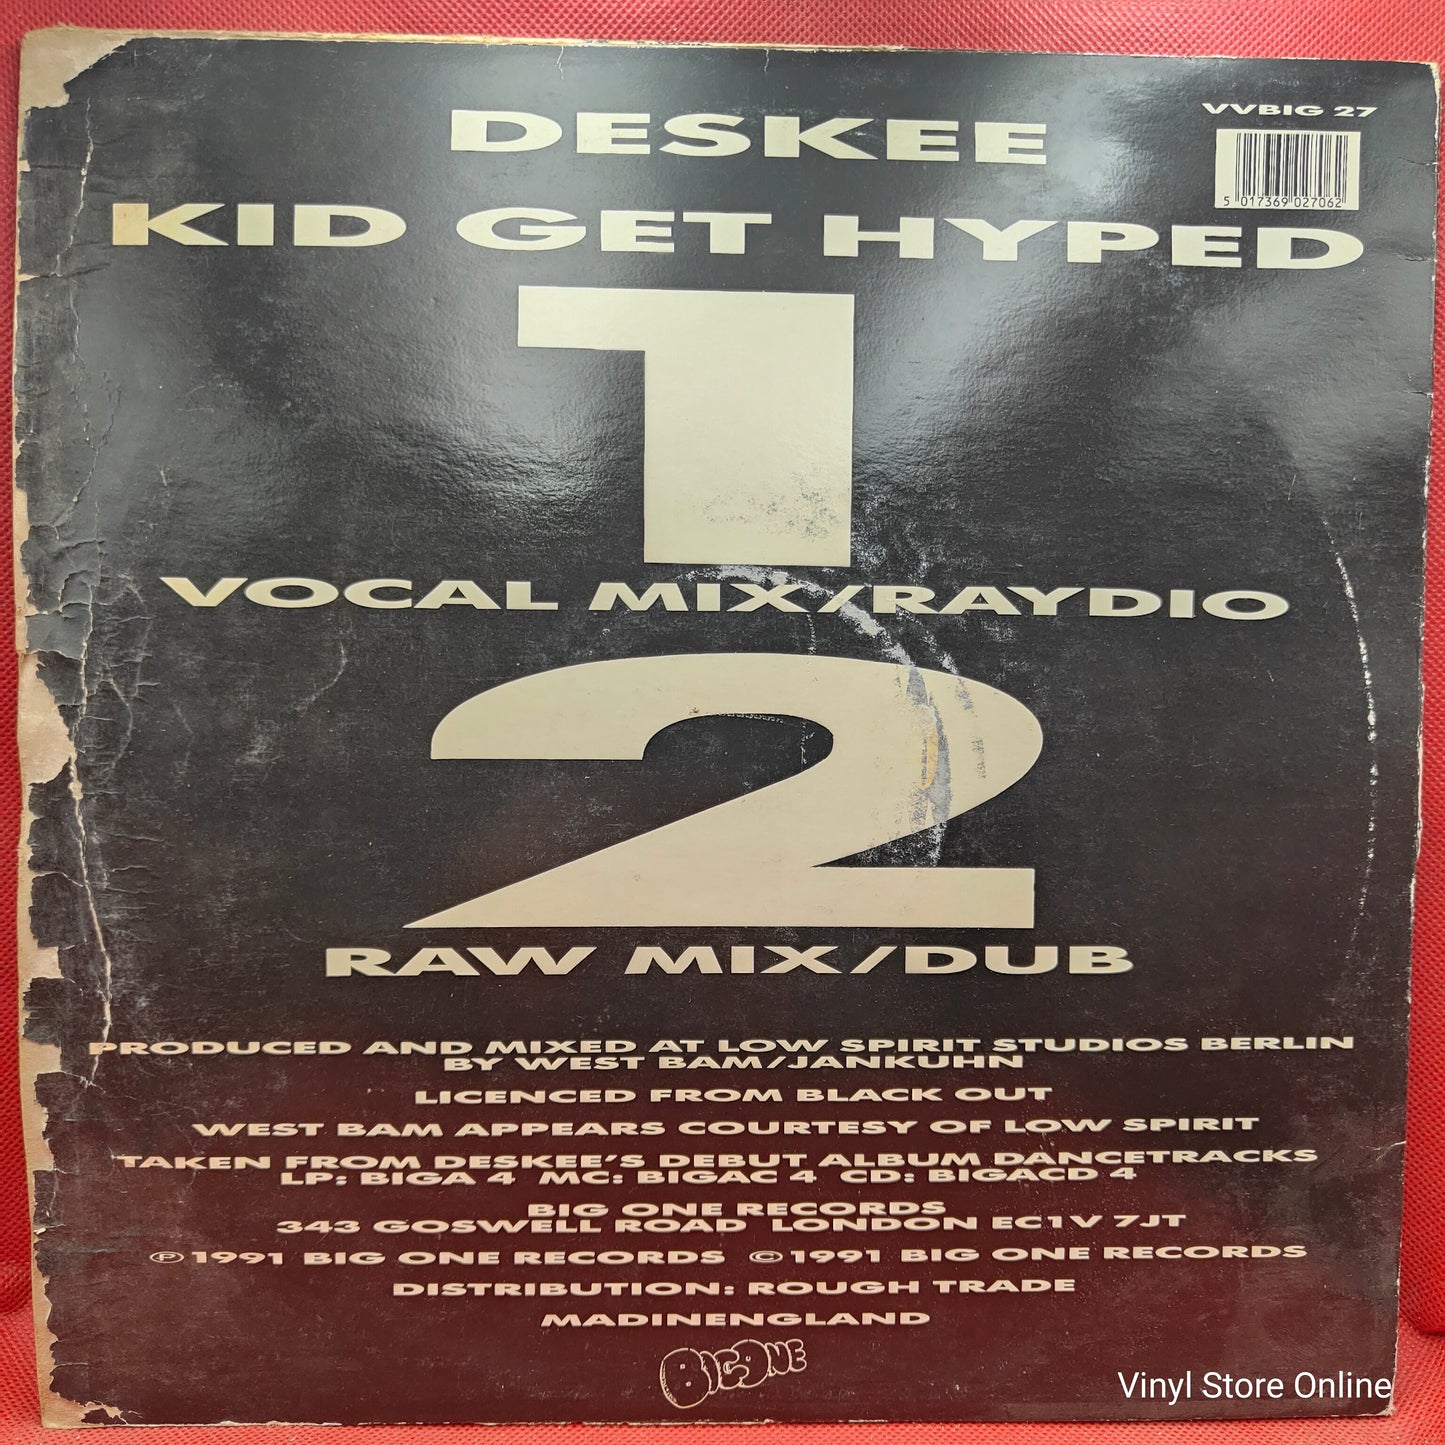 VVBIG 27
DESKEE
5 017369 027062
KID GET HYPED
1
VOCAL MIX/RAYDIO
2
RAW MIX/DUB
PRODUCED AND MIXED AT LOW SPIRIT STUDIOS BERLIN
BY WEST BAM/JANKUHN
LICENCED FROM BLACK OUT
WEST BAM APPEARS COURTESY OF LOW SPIRIT
TAKEN FROM DESKEE'S DEBUT ALBUM DANCETRACKS
LP: BIGA 4 MC: BIGAC 4 CD: BIGACD 4
BIG ONE RECORDS
343 GOSWELL ROAD LONDON EC1V 7JT
℗ 1991 BIG ONE RECORDS © 1991 BIG ONE RECORDS
DISTRIBUTION: ROUGH TRADE
MADINENGLAND
BIG ONE
Vinyl Store Online